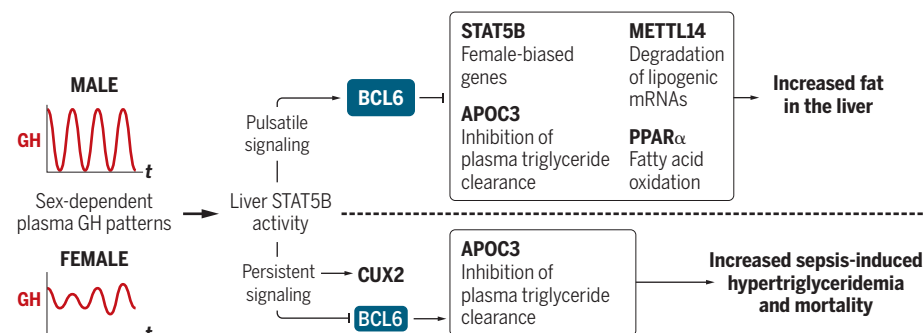 MALE
GH
t
Sex-dependent
plasma GH patterns
FEMALE
GH
t
Pulsatile
signaling
Liver STAT5B
activity
Persistent
signaling
BCL6
STAT5B
Female-biased
genes
APOC3
Inhibition of
plasma triglyceride
clearance
METTL14
Degradation
of lipogenic
mRNAs
PPARα
Fatty acid
oxidation
Increased fat
in the liver
CUX2
BCL6
APOC3
Inhibition of
plasma triglyceride
clearance
Increased sepsis-induced
hypertriglyceridemia
and mortality